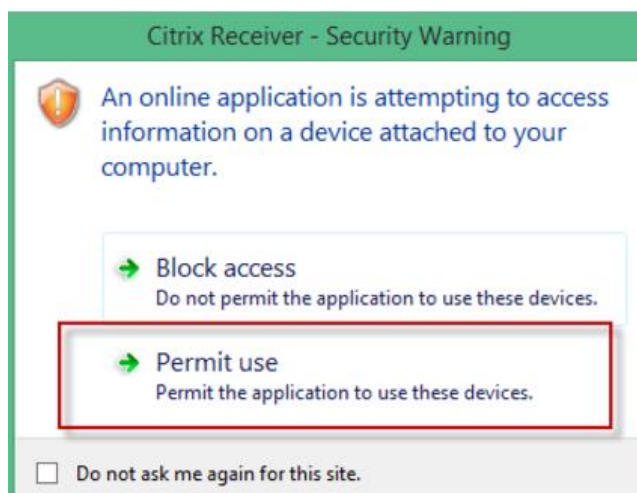 Citrix Receiver - Security Warning
An online application is attempting to access
information on a device attached to your
computer.
Block access
Do not permit the application to use these devices.
Permit use
Permit the application to use these devices.
Do not ask me again for this site.